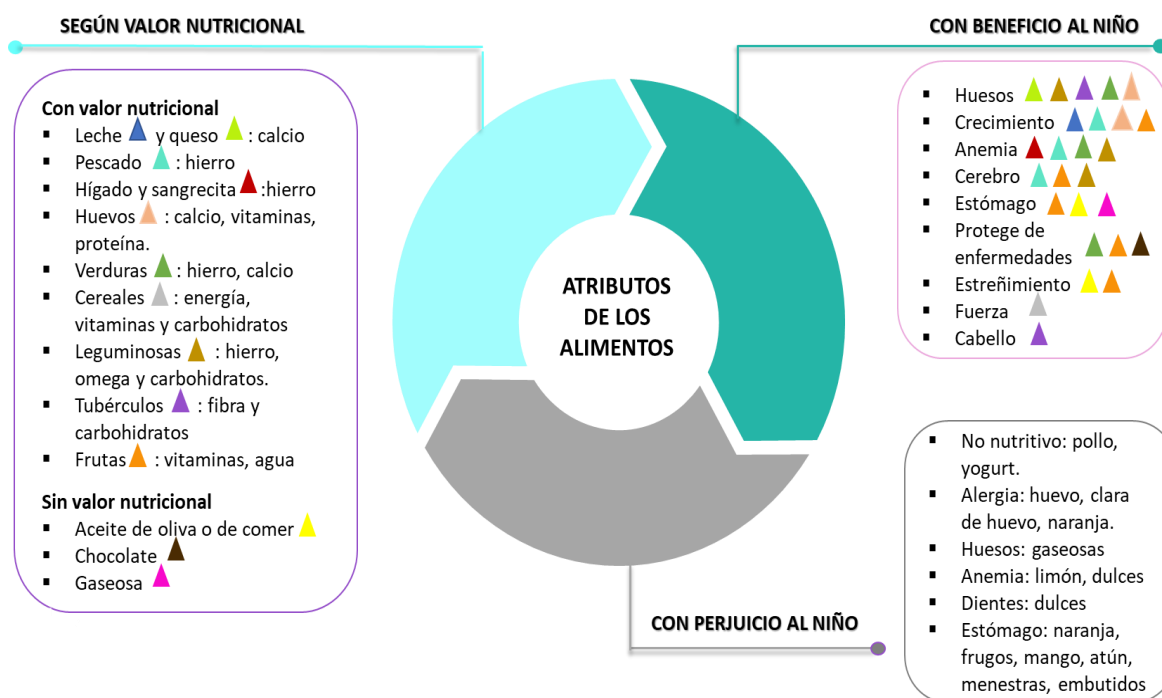 SEGÚN VALOR NUTRICIONAL
Con valor nutricional
▪ Leche y queso : calcio
▪ Pescado : hierro
▪ Hígado y sangrecita :hierro
▪ Huevos : calcio, vitaminas,
proteína.
▪ Verduras : hierro, calcio
▪ Cereales : energía,
vitaminas y carbohidratos
▪ Leguminosas : hierro,
omega y carbohidratos.
▪ Tubérculos : fibra y
carbohidratos
▪ Frutas : vitaminas, agua
Sin valor nutricional
▪ Aceite de oliva o de comer
▪ Chocolate
▪ Gaseosa
ATRIBUTOS
DE LOS
ALIMENTOS
CON BENEFICIO AL NIÑO
▪ Huesos
▪ Crecimiento
▪ Anemia
▪ Cerebro
▪ Estómago
▪ Protege de
enfermedades
▪ Estreñimiento
▪ Fuerza
▪ Cabello
CON PERJUICIO AL NIÑO
▪ No nutritivo: pollo,
yogurt.
▪ Alergia: huevo, clara
de huevo, naranja.
▪ Huesos: gaseosas
▪ Anemia: limón, dulces
▪ Dientes: dulces
▪ Estómago: naranja,
frugos, mango, atún,
menestras, embutidos